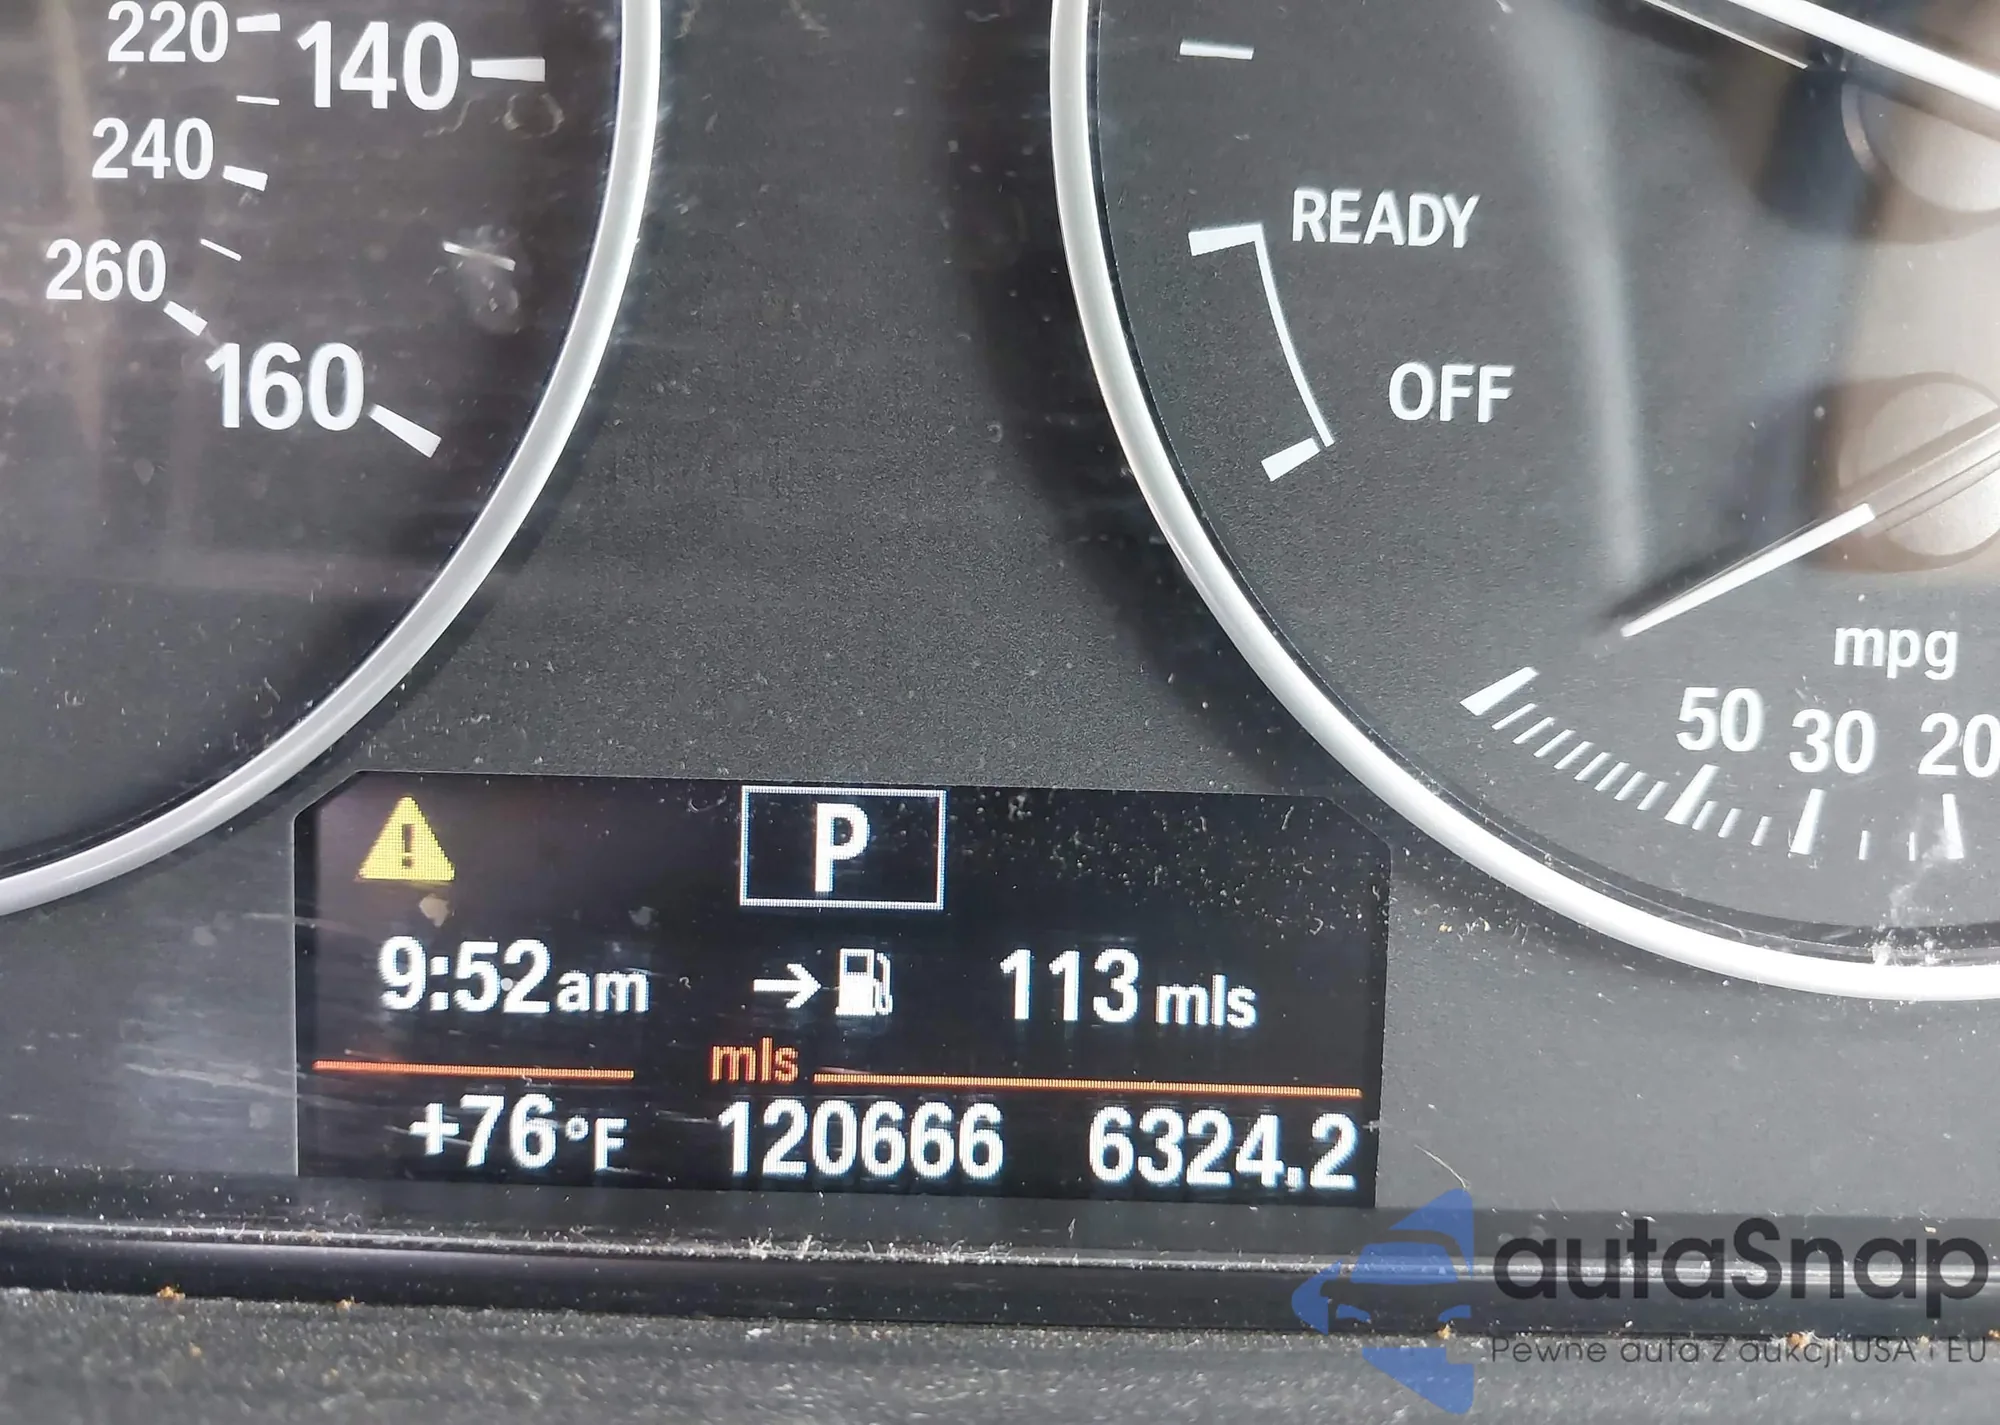 220 140
240
260
160
READY
OFF
mpg
50 30 20
P
9:52am 113 mls
mls
+76°F 120666 6324.2
autaSnap
Pewne auta z aukcji USA i EU